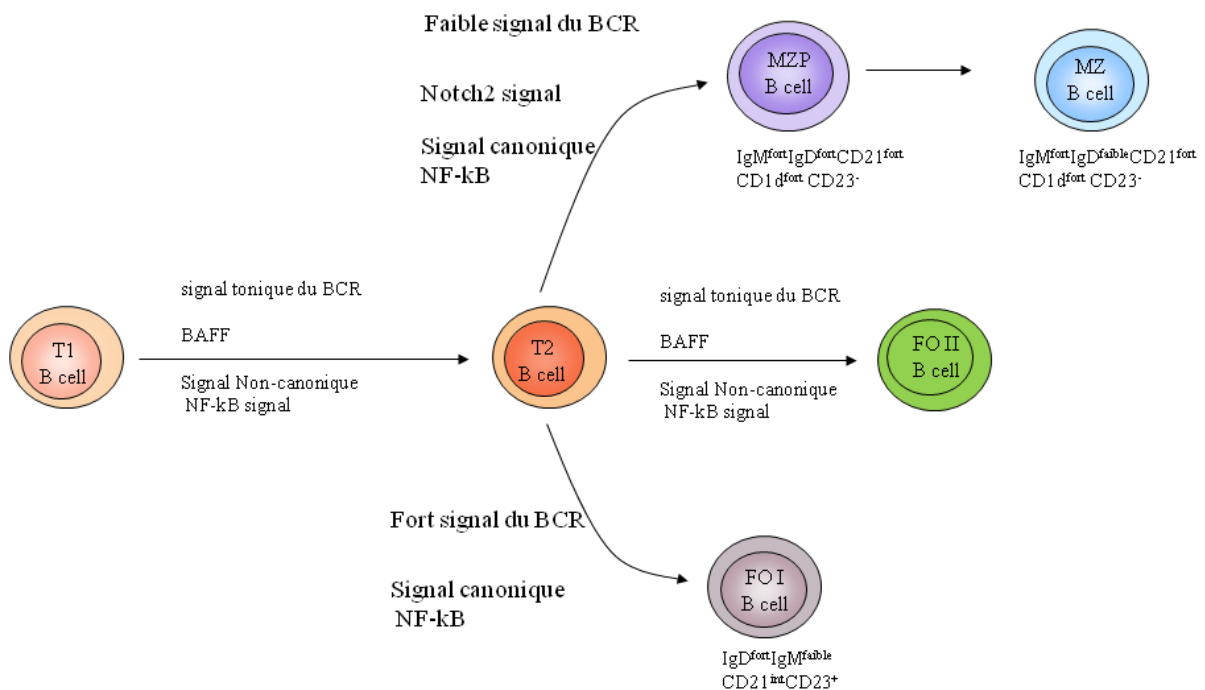 Faible signal du BCR
Notch2 signal
Signal canonique
NF-kB
MZP
B cell
IgMfortIgDfortCD21fort
CD1dfort CD23-
MZ
B cell
IgMfortIgDfaibleCD21fort
CD1dfort CD23-
T1
B cell
signal tonique du BCR
BAFF
Signal Non-canonique
NF-kB signal
T2
B cell
signal tonique du BCR
BAFF
Signal Non-canonique
NF-kB signal
FO II
B cell
Fort signal du BCR
Signal canonique
NF-kB
FO I
B cell
IgDfortIgMfaible
CD21intCD23+